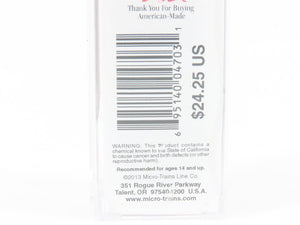 Thank You For Buying
American-Made
6 95140 04703 1
$24.25 US
WARNING: This product contains a
chemical known to the State of California
to cause cancer and birth defects (or other
reproductive harm).
Recommended for ages 14 and up.
©2013 Micro-Trains Line Co.
351 Rogue River Parkway
Talent, OR 97540-1200 U.S.A.
www.micro-trains.com